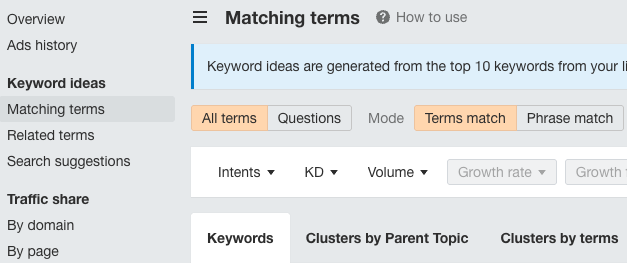 Overview
Ads history
Keyword ideas
Matching terms
Related terms
Search suggestions
Traffic share
By domain
By page
Matching terms ? How to use
Keyword ideas are generated from the top 10 keywords from your li
All terms Questions Mode Terms match Phrase match
Intents KD Volume Growth rate Growth
Keywords Clusters by Parent Topic Clusters by terms